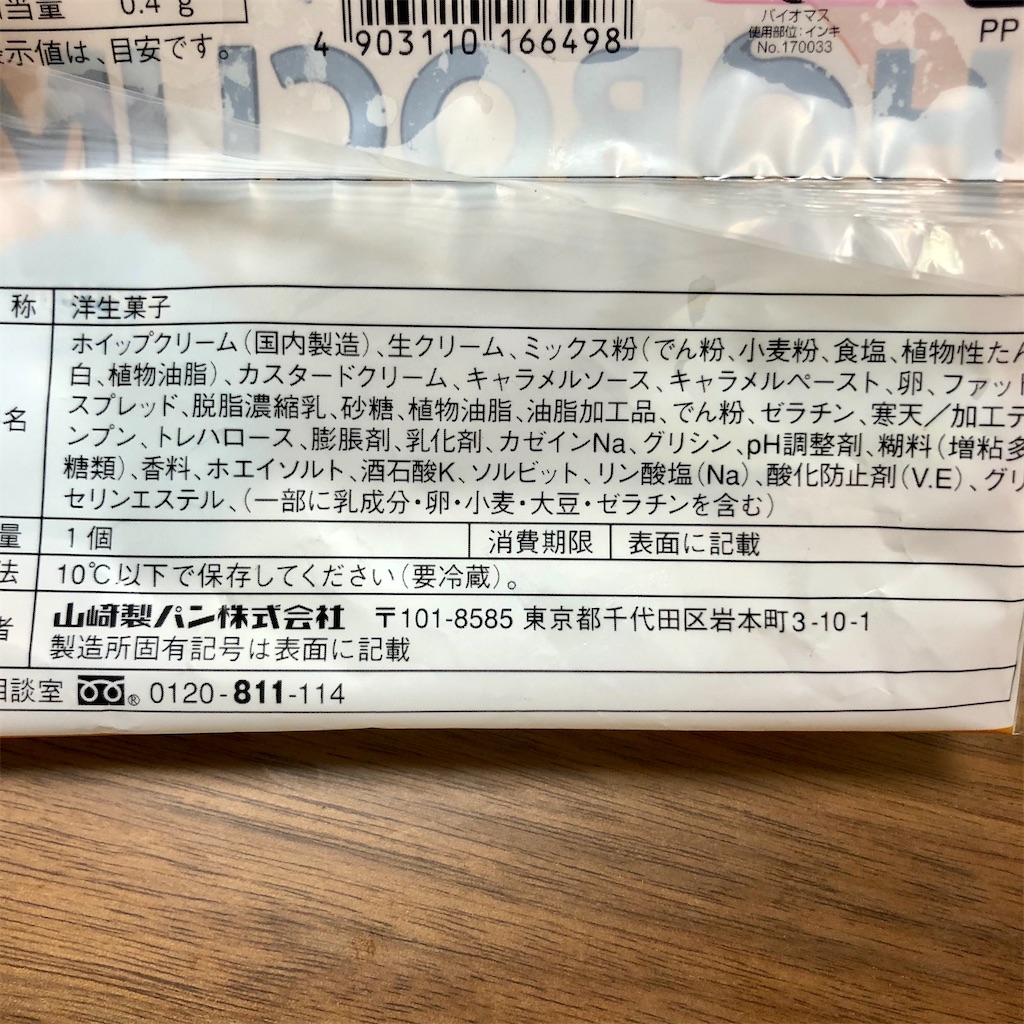 当量 0.4g
表示値は、目安です。
4 903110 166498
バイオマス
使用部位:インキ
No.170033
PP
称 洋生菓子
名 ホイップクリーム(国内製造)、生クリーム、ミックス粉(でん粉、小麦粉、食塩、植物性たん
白、植物油脂)、カスタードクリーム、キャラメルソース、キャラメルペースト、卵、ファット
スプレッド、脱脂濃縮乳、砂糖、植物油脂、油脂加工品、でん粉、ゼラチン、寒天/加工デ
ンプン、トレハロース、膨脹剤、乳化剤、カゼインNa、グリシン、pH調整剤、糊料(増粘多
糖類)、香料、ホエイソルト、酒石酸K、ソルビット、リン酸塩(Na)、酸化防止剤(V.E)、グリ
セリンエステル、(一部に乳成分・卵・小麦・大豆・ゼラチンを含む)
量 1個 消費期限 表面に記載
法 10℃以下で保存してください(要冷蔵)。
者 山崎製パン株式会社 〒101-8585 東京都千代田区岩本町3-10-1
製造所固有記号は表面に記載
相談室 ® 0120-811-114